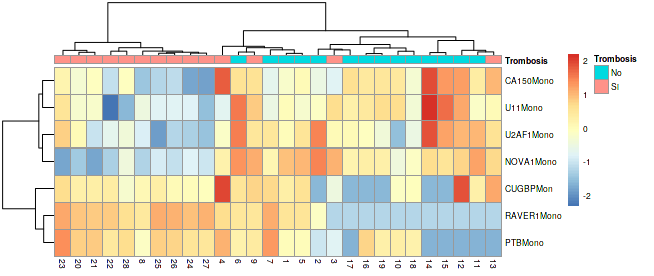 Trombosis
CA150Mono
U11Mono
U2AF1Mono
NOVA1Mono
CUGBPMon
RAVER1Mono
PTBMono
23 20 21 22 28 8 25 26 24 27 4 6 9 7 1 5 2 3 17 16 19 10 18 14 15 12 11 13
2
1
0
-1
-2
Trombosis
No
SI